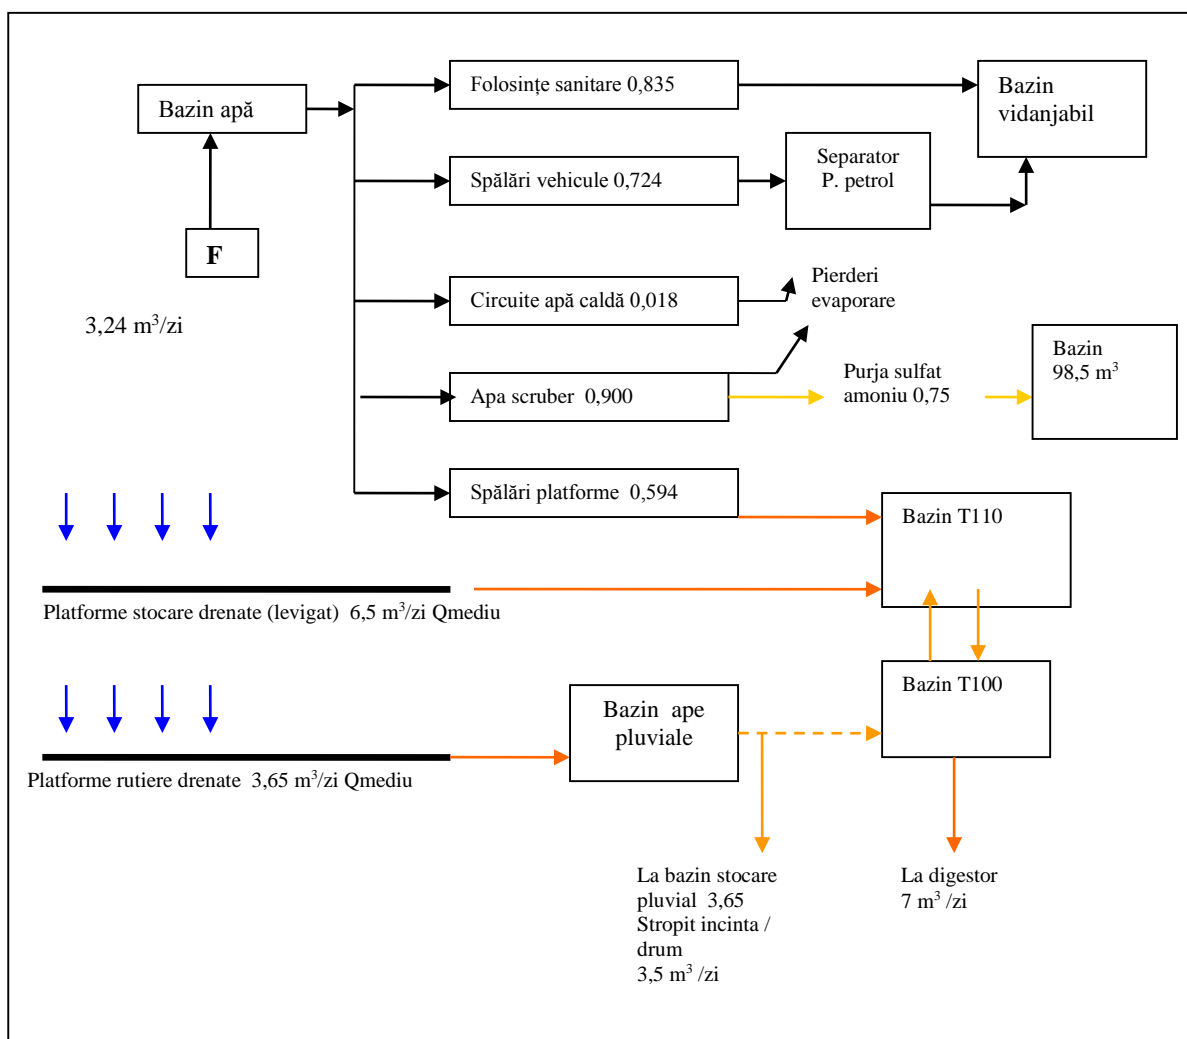 Folosințe sanitare 0,835
Bazin
vidanjabil
Bazin apă
Separator
P. petrol
Spălări vehicule 0,724
F
Pierderi
evaporare
Circuite apă caldă 0,018
3,24 m³/zi
Bazin
98,5 m³
Purja sulfat
amoniu 0,75
Apa scruber  0,900
Spălări platforme  0,594
Bazin T110
Platforme stocare drenate (levigat)  6,5 m³/zi Qmediu
Bazin T100
Bazin  ape
pluviale
Platforme rutiere drenate  3,65 m³/zi Qmediu
La bazin stocare
pluvial  3,65
Stropit incinta /
drum
3,5 m³ /zi
La digestor
7 m³ /zi